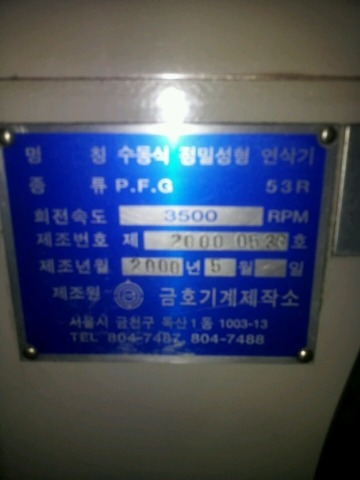 명 칭 수동식 정밀성형 연삭기
종 류 P.F.G 53R
회전속도 3500 RPM
제조번호 제 2000 호
제조년월 2000 년 5 월 일
제조원 금호기계제작소
서울시 금천구 독산1동 1003-13
TEL 804-7487, 804-7488